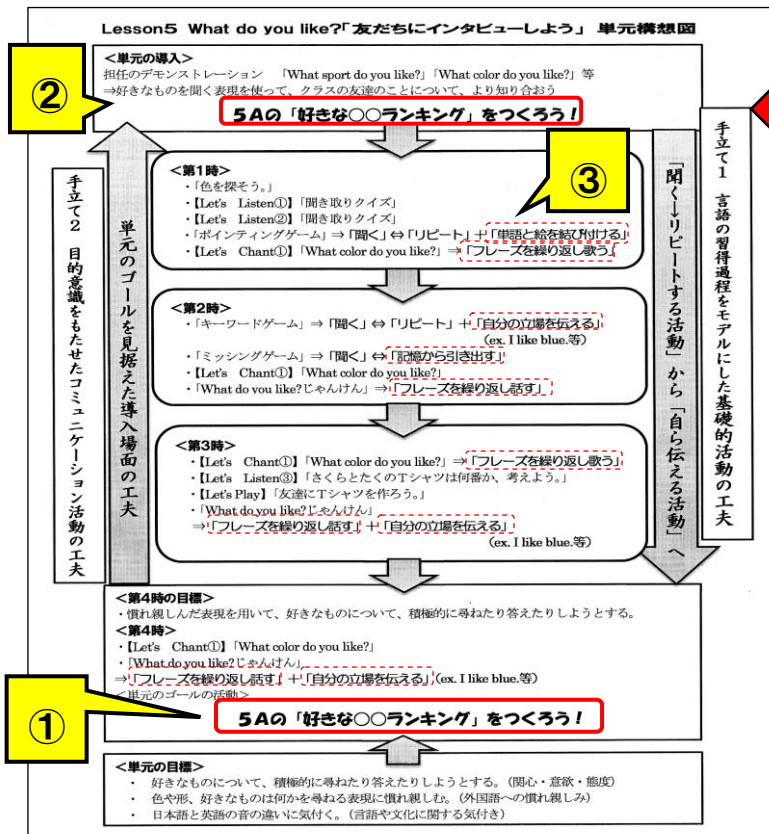 Lesson5 What do you like?「友だちにインタビューしよう」 単元構想図
<単元の導入>
担任のデモンストレーション 「What sport do you like?」「What color do you like?」等
⇒好きなものを聞く表現を使って、クラスの友達のことについて、より知り合おう
②
5Aの「好きな○○ランキング」をつくろう！
手立て1 言語の習得過程をモデルにした基礎的活動の工夫
「聞く→リピートする活動」から「自ら伝える活動」へ
単元のゴールを見据えた導入場面の工夫
手立て2 目的意識をもたせたコミュニケーション活動の工夫
<第1時>
・「色を探そう。」
・【Let's Listen①】「聞き取りクイズ」
・【Let's Listen②】「聞き取りクイズ」
③
・「ポインティングゲーム」⇒「聞く」⇔「リピート」+「単語と絵を結び付ける」
・【Let's Chant①】「What color do you like?」⇒「フレーズを繰り返し歌う」
<第2時>
・「キーワードゲーム」⇒「聞く」⇔「リピート」+「自分の立場を伝える」
(ex. I like blue.等)
・「ミッシングゲーム」⇒「聞く」⇔「記憶から引き出す」
・【Let's Chant①】「What color do you like?」
・「What do you like?じゃんけん」⇒「フレーズを繰り返し話す」
<第3時>
・【Let's Chant①】「What color do you like?」⇒「フレーズを繰り返し歌う」
・【Let's Listen③】「さくらとたくのTシャツは何番か、考えよう。」
・【Let's Play】「友達にTシャツを作ろう。」
・「What do you like?じゃんけん」
⇒「フレーズを繰り返し話す」+「自分の立場を伝える」
(ex. I like blue.等)
<第4時の目標>
・慣れ親しんだ表現を用いて、好きなものについて、積極的に尋ねたり答えたりしようとする。
<第4時>
・【Let's Chant①】「What color do you like?」
・「What do you like?じゃんけん」
⇒「フレーズを繰り返し話す」+「自分の立場を伝える」(ex. I like blue.等)
<単元のゴールの活動>
①
5Aの「好きな○○ランキング」をつくろう！
<単元の目標>
・ 好きなものについて、積極的に尋ねたり答えたりしようとする。(関心・意欲・態度)
・ 色や形、好きなものは何かを尋ねる表現に慣れ親しむ。(外国語への慣れ親しみ)
・ 日本語と英語の音の違いに気付く。(言語や文化に関する気付き)